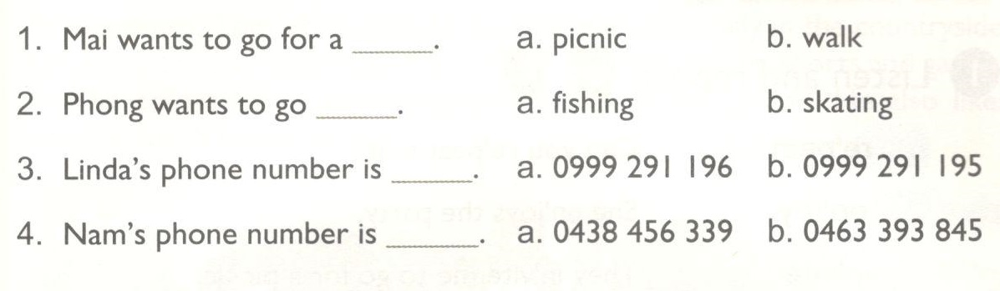 1. Mai wants to go for a ______. a. picnic b. walk
2. Phong wants to go ______. a. fishing b. skating
3. Linda's phone number is ______. a. 0999 291 196 b. 0999 291 195
4. Nam's phone number is ______. a. 0438 456 339 b. 0463 393 845